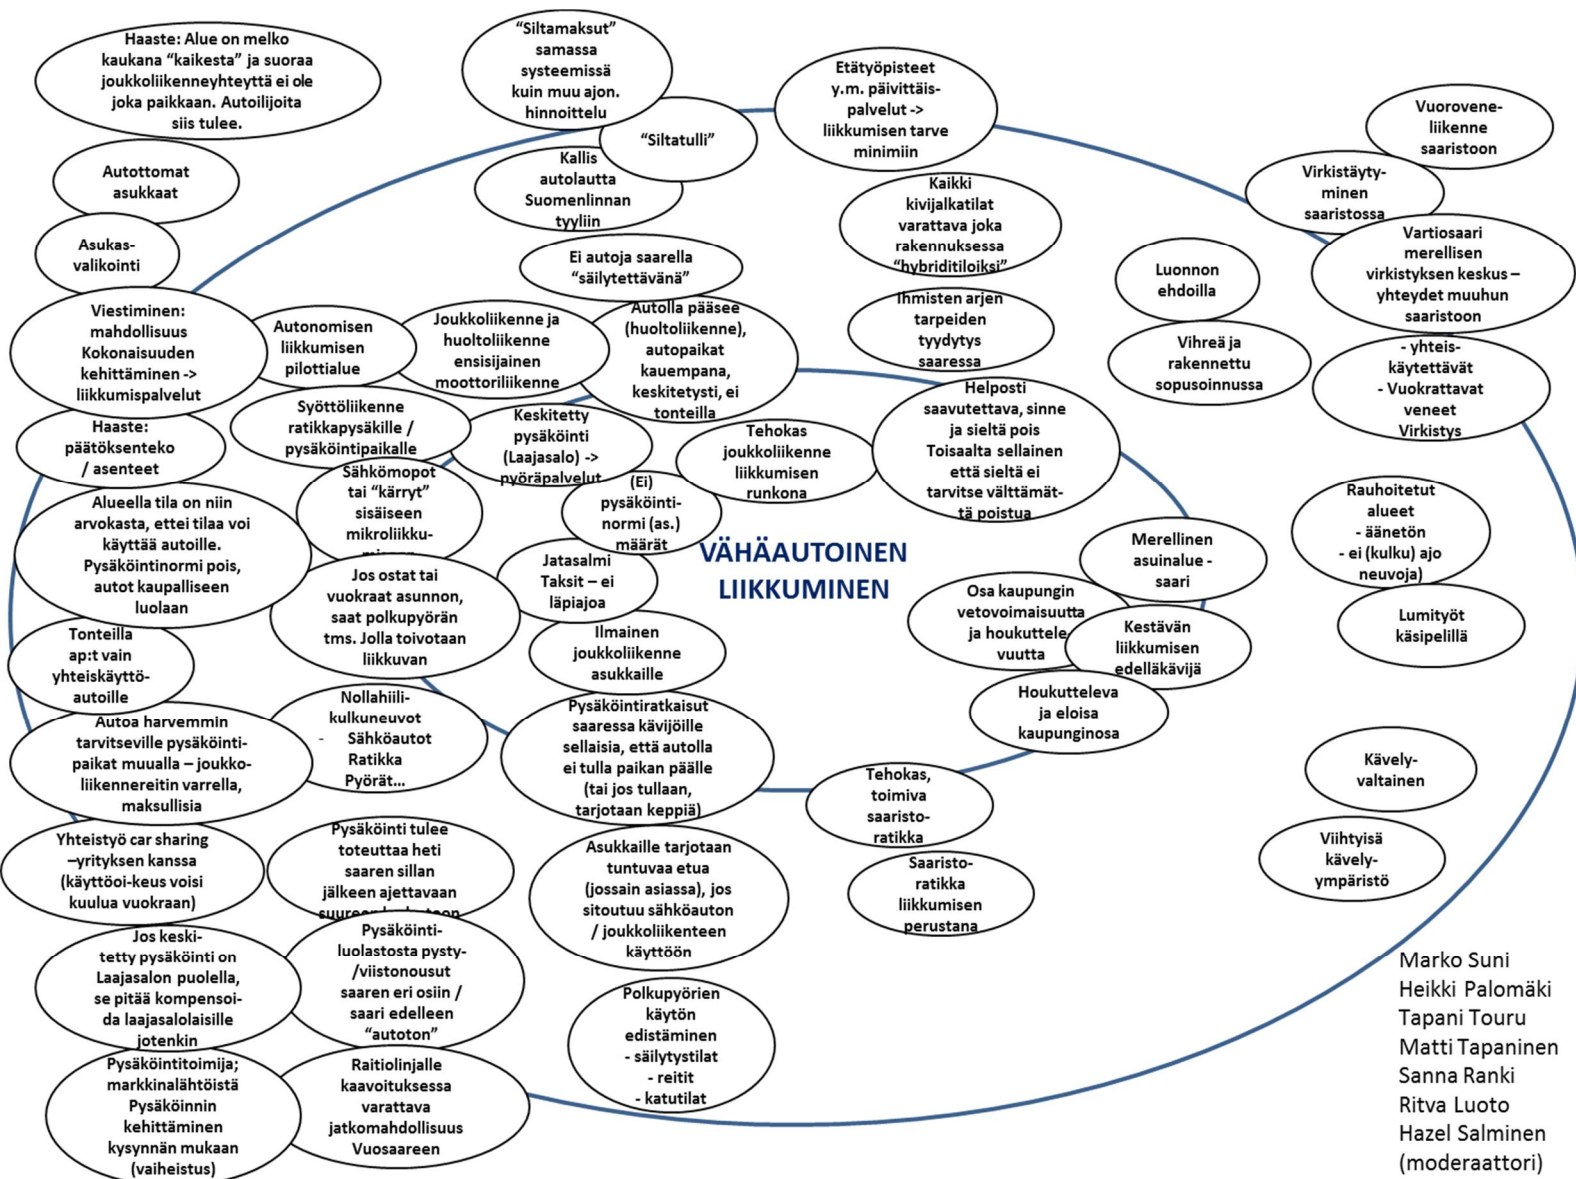 Haaste: Alue on melko
kaukana “kaikesta” ja suoraa
joukkoliikenneyhteyttä ei ole
joka paikkaan. Autoilijoita
siis tulee.
“Siltamaksut”
samassa
systeemissä
kuin muu ajon.
hinnoittelu
Etätyöpisteet
y.m. päivittäis-
palvelut ->
liikkumisen tarve
minimiin
Vuorovene-
liikenne
saaristoon
“Siltatulli”
Autottomat
asukkaat
Kallis
autolautta
Suomenlinnan
tyyliin
Virkistäyty-
minen
saaristossa
Kaikki
kivijalkatilat
varattava joka
rakennuksessa
“hybriditiloiksi”
Asukas-
valikointi
Ei autoja saarella
“säilytettävänä”
Luonnon
ehdoilla
Vartiosaari
merellisen
virkistyksen keskus –
yhteydet muuhun
saaristoon
Viestiminen:
mahdollisuus
Kokonaisuuden
kehittäminen ->
liikkumispalvelut
Autonomisen
liikkumisen
pilottialue
Joukkoliikenne ja
huoltoliikenne
ensisijainen
moottoriliikenne
Autolla pääsee
(huoltoliikenne),
autopaikat
kauempana,
keskitetysti, ei
tonteilla
Ihmisten arjen
tarpeiden
tyydytys
saaressa
Vihreä ja
rakennettu
sopusoinnussa
- yhteis-
käytettävät
- Vuokrattavat
veneet
Virkistys
Haaste:
päätöksenteko
/ asenteet
Syöttöliikenne
ratikkapysäkille /
pysäköintipaikalle
Keskitetty
pysäköinti
(Laajasalo) ->
pyöräpalvelut
Tehokas
joukkoliikenne
liikkumisen
runkona
Helposti
saavutettava, sinne
ja sieltä pois
Toisaalta sellainen
että sieltä ei
tarvitse välttämät-
tä poistua
Alueella tila on niin
arvokasta, ettei tilaa voi
käyttää autoille.
Pysäköintinormi pois,
autot kaupalliseen
luolaan
Sähkömopot
tai “kärryt”
sisäiseen
mikroliikku-
(Ei)
pysäköinti-
normi (as.)
määrät
Rauhoitetut
alueet
- äänetön
- ei (kulku) ajo
neuvoja)
VÄHÄAUTOINEN
LIIKKUMINEN
Merellinen
asuinalue -
saari
Jos ostat tai
vuokraat asunnon,
saat polkupyörän
tms. Jolla toivotaan
liikkuvan
Jatasalmi
Taksit – ei
läpiajoa
Osa kaupungin
vetovoimaisuutta
ja houkuttele
vuutta
Kestävän
liikkumisen
edelläkävijä
Lumityöt
käsipelillä
Tonteilla
ap:t vain
yhteiskäyttö-
autoille
Ilmainen
joukkoliikenne
asukkaille
Houkutteleva
ja eloisa
kaupunginosa
Autoa harvemmin
tarvitseville pysäköinti-
paikat muualla – joukko-
liikennereitin varrella,
maksullisia
Nollahiili-
kulkuneuvot
- Sähköautot
Ratikka
Pyörät...
Pysäköintiratkaisut
saaressa kävijöille
sellaisia, että autolla
ei tulla paikan päälle
(tai jos tullaan,
tarjotaan keppiä)
Tehokas,
toimiva
saaristo-
ratikka
Kävely-
valtainen
Yhteistyö car sharing
–yrityksen kanssa
(käyttöoi-keus voisi
kuulua vuokraan)
Pysäköinti tulee
toteuttaa heti
saaren sillan
jälkeen ajettavaan
Asukkaille tarjotaan
tuntuvaa etua
(jossain asiassa), jos
sitoutuu sähköauton
/ joukkoliikenteen
käyttöön
Saaristo-
ratikka
liikkumisen
perustana
Viihtyisä
kävely-
ympäristö
Jos keski-
tetty pysäköinti on
Laajasalon puolella,
se pitää kompensoi-
da laajasalolaisille
jotenkin
Pysäköinti-
luolastosta pysty-
/viistonousut
saaren eri osiin /
saari edelleen
“autoton”
Polkupyörien
käytön
edistäminen
- säilytystilat
- reitit
- katutilat
Pysäköintitoimija;
markkinalähtöistä
Pysäköinnin
kehittäminen
kysynnän mukaan
(vaiheistus)
Raitiolinjalle
kaavoituksessa
varattava
jatkomahdollisuus
Vuosaareen
Marko Suni
Heikki Palomäki
Tapani Touru
Matti Tapaninen
Sanna Ranki
Ritva Luoto
Hazel Salminen
(moderaattori)